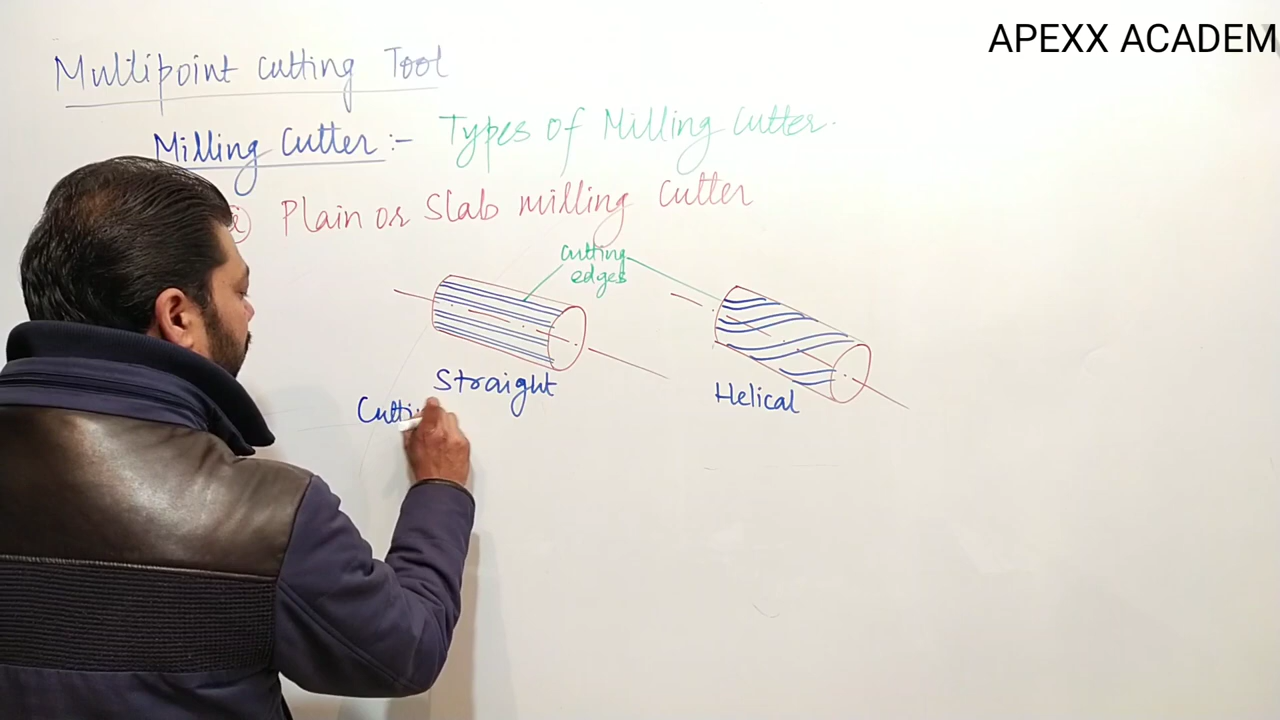 APEXX ACADEM
Multipoint Cutting Tool
Milling Cutter :- Types of Milling Cutter.
Plain or Slab milling Cutter
Cutting
edges
Straight
Helical
Cutti